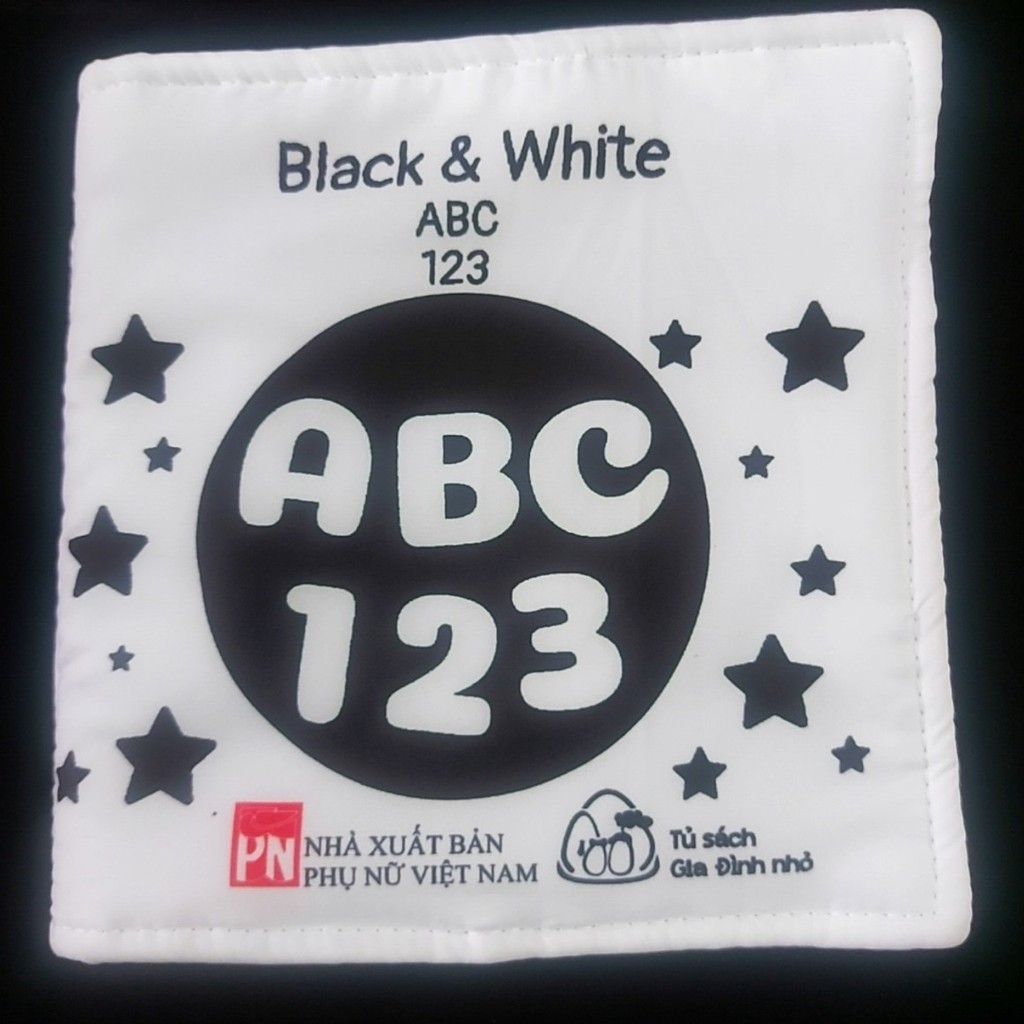 Black & White
ABC
123
ABC
123
PN
NHÀ XUẤT BẢN
PHỤ NỮ VIỆT NAM
Tủ sách
Gia Đình nhỏ